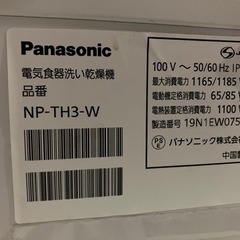 Panasonic
電気食器洗い乾燥機
品番
NP-TH3-W
100 V ～ 50/60 Hz IP
最大消費電力 1165/1185 W
電動機定格消費電力 65/85 W
電熱装置定格消費電力 1100
製造番号 19N1EW075
PS E パナソニック株式会
中国製